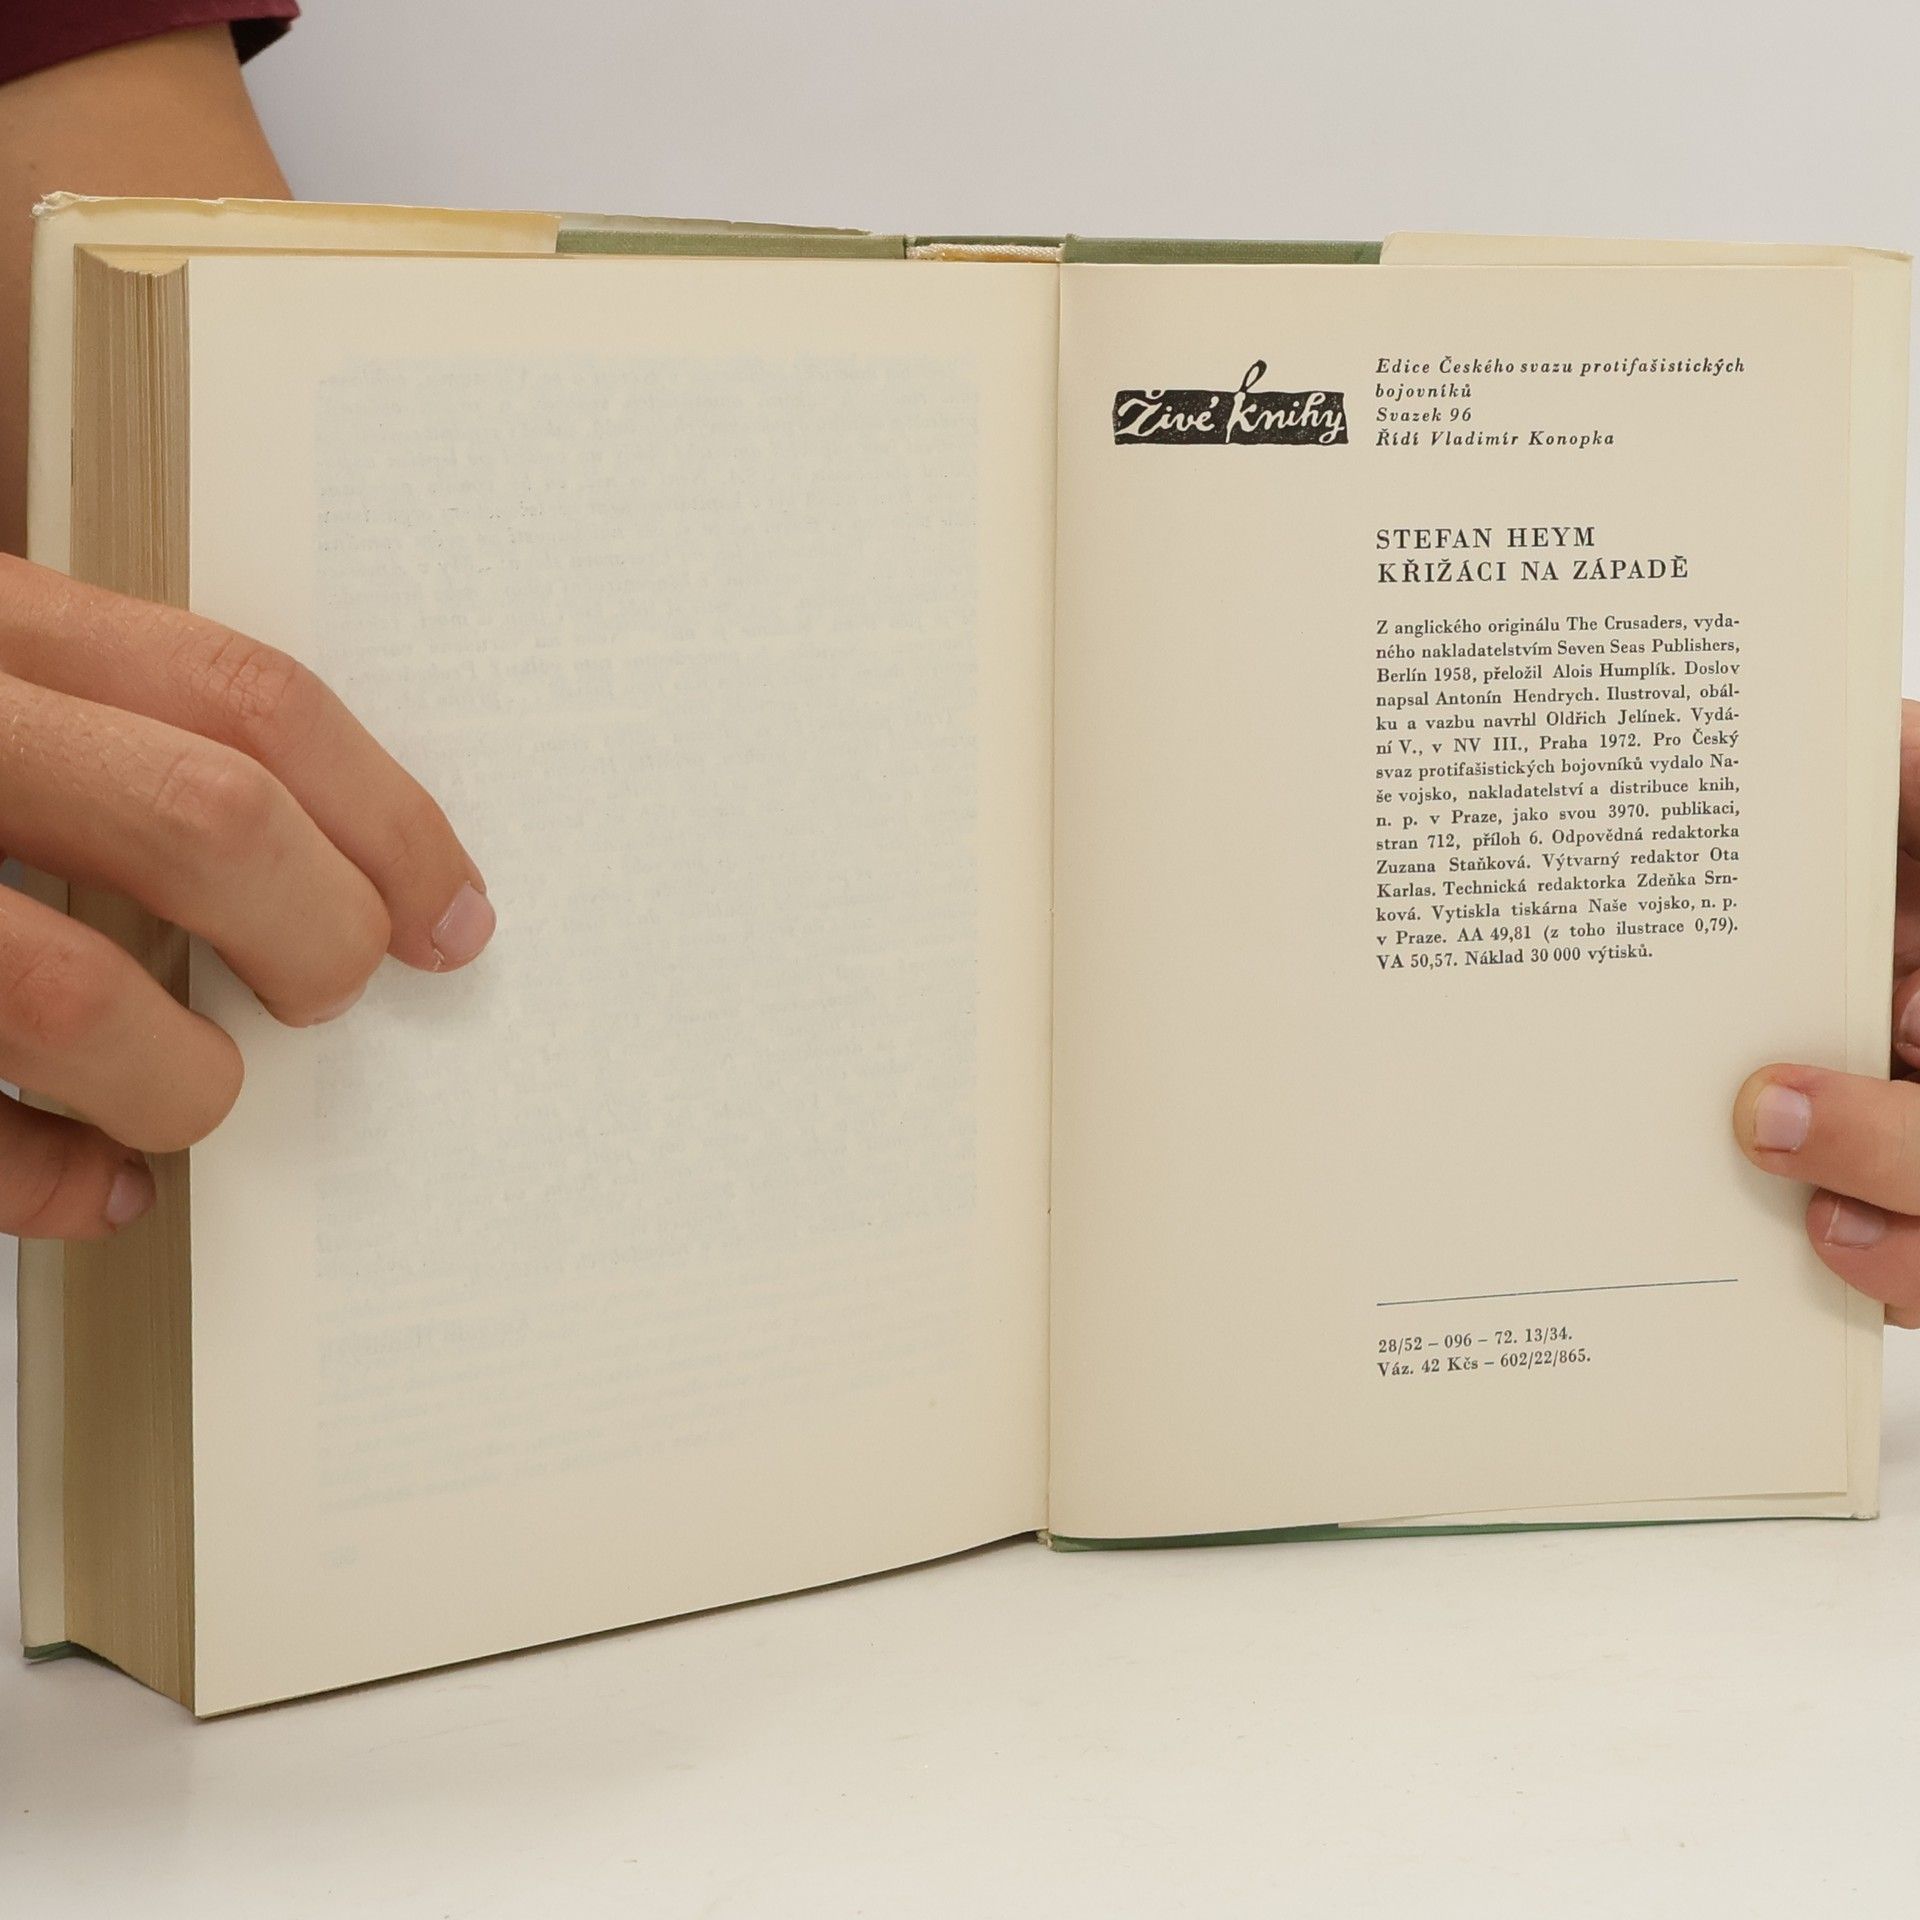 Živé knihy
Edice Českého svazu protifašistických
bojovníků
Svazek 96
Řídí Vladimír Konopka
STEFAN HEYM
KŘIŽÁCI NA ZÁPADĚ
Z anglického originálu The Crusaders, vyda-
ného nakladatelstvím Seven Seas Publishers,
Berlín 1958, přeložil Alois Humplík. Doslov
napsal Antonín Hendrych. Ilustroval, obál-
ku a vazbu navrhl Oldřich Jelínek. Vydá-
ní V., v NV III., Praha 1972. Pro Český
svaz protifašistických bojovníků vydalo Na-
še vojsko, nakladatelství a distribuce knih,
n. p. v Praze, jako svou 3970. publikaci,
stran 712, příloh 6. Odpovědná redaktorka
Zuzana Staňková. Výtvarný redaktor Ota
Karlas. Technická redaktorka Zdeňka Srn-
ková. Vytiskla tiskárna Naše vojsko, n. p.
v Praze. AA 49,81 (z toho ilustrace 0,79).
VA 50,57. Náklad 30 000 výtisků.
28/52 – 096 – 72. 13/34.
Váz. 42 Kčs – 602/22/865.